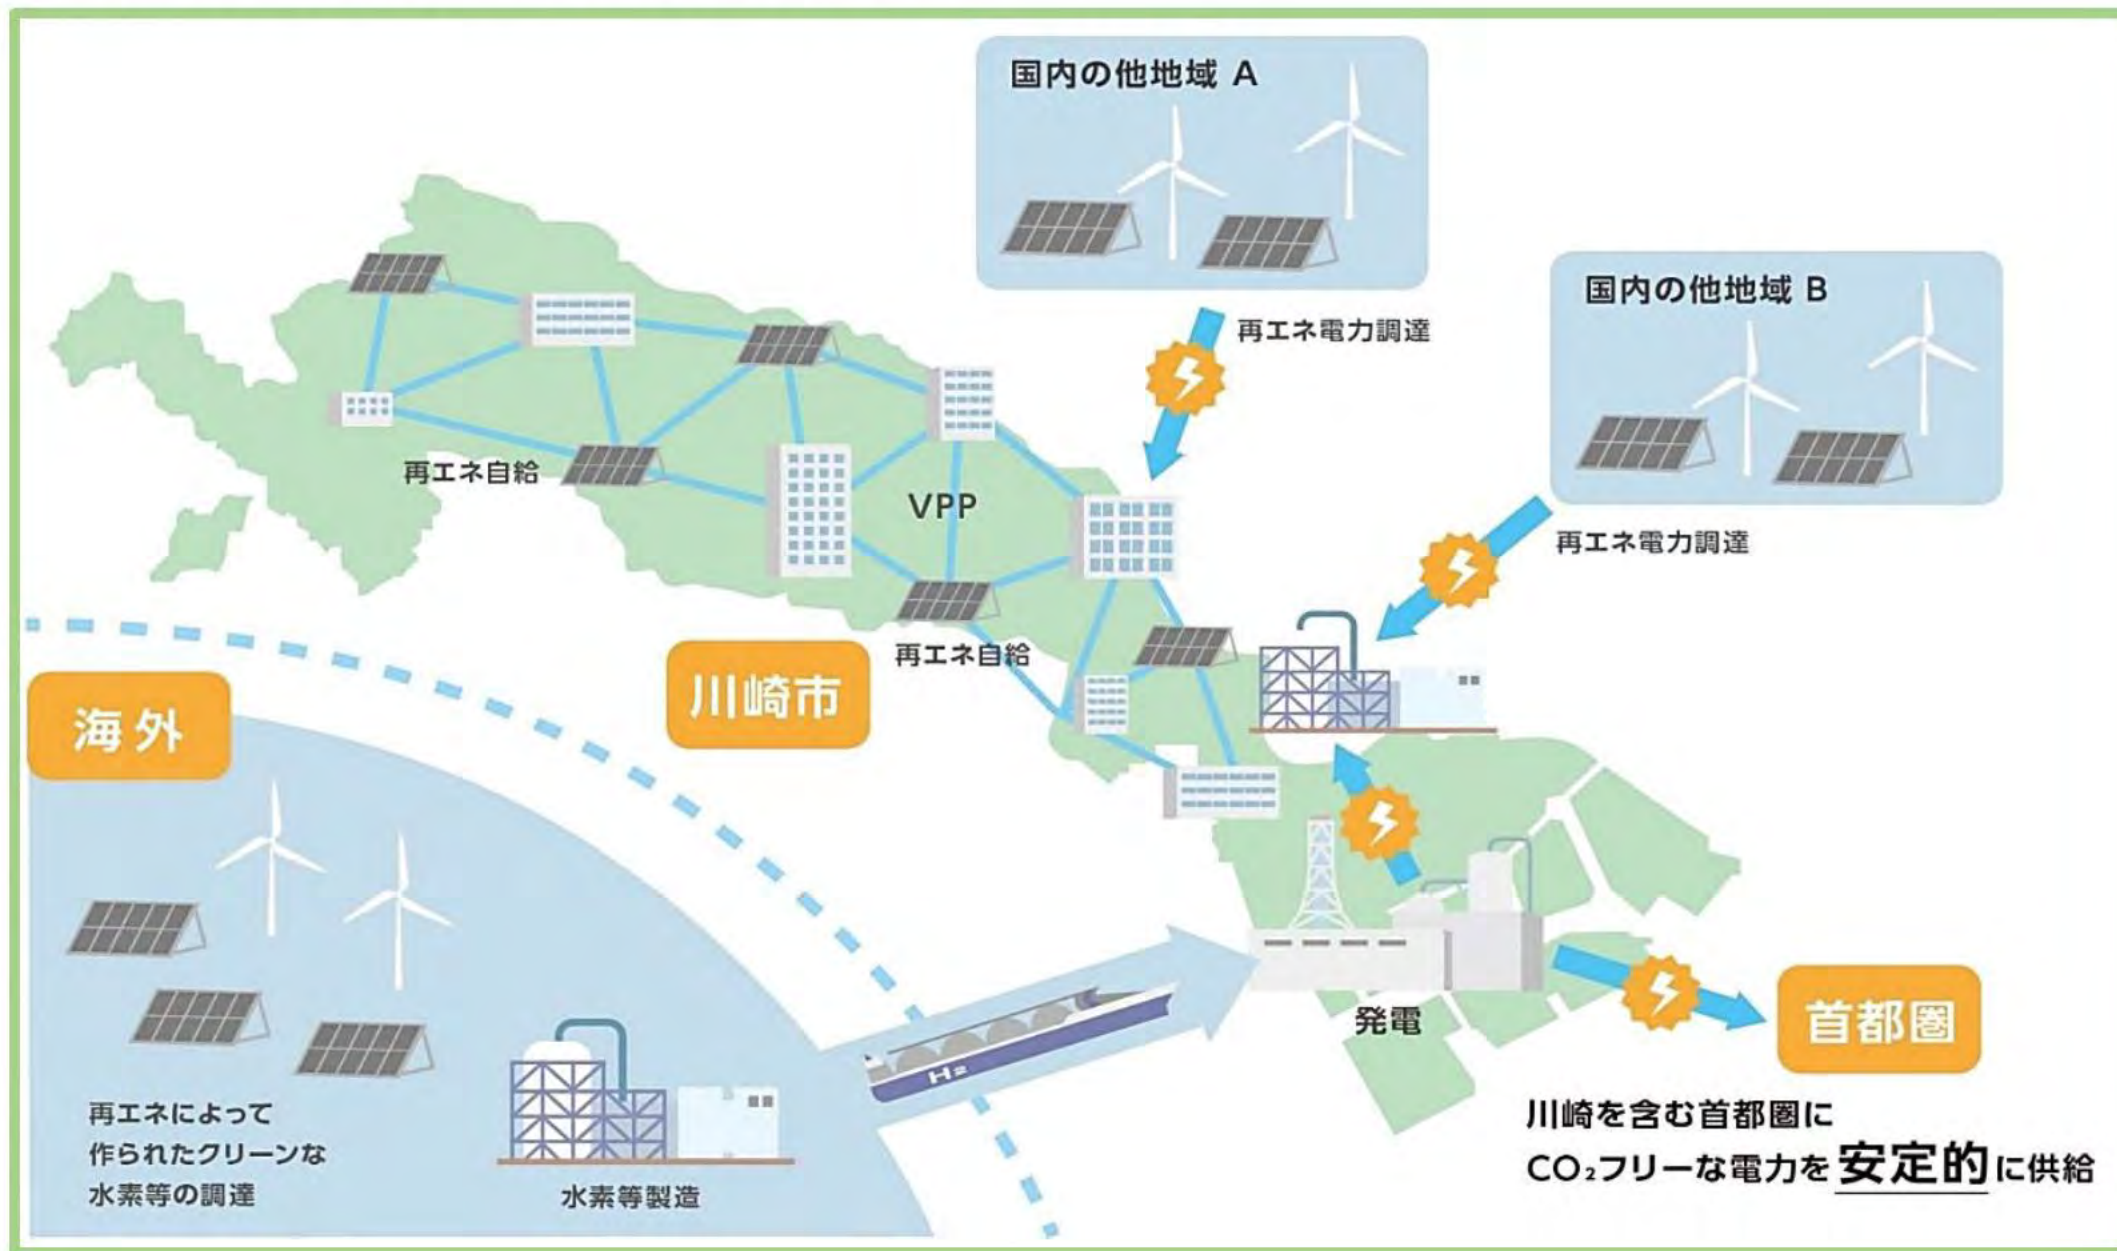 国内の他地域 A
再エネ電力調達
国内の他地域 B
再エネ電力調達
再エネ自給
VPP
再エネ自給
川崎市
海外
再エネによって
作られたクリーンな
水素等の調達
水素等製造
H₂
発電
首都圏
川崎を含む首都圏に
CO₂フリーな電力を安定的に供給